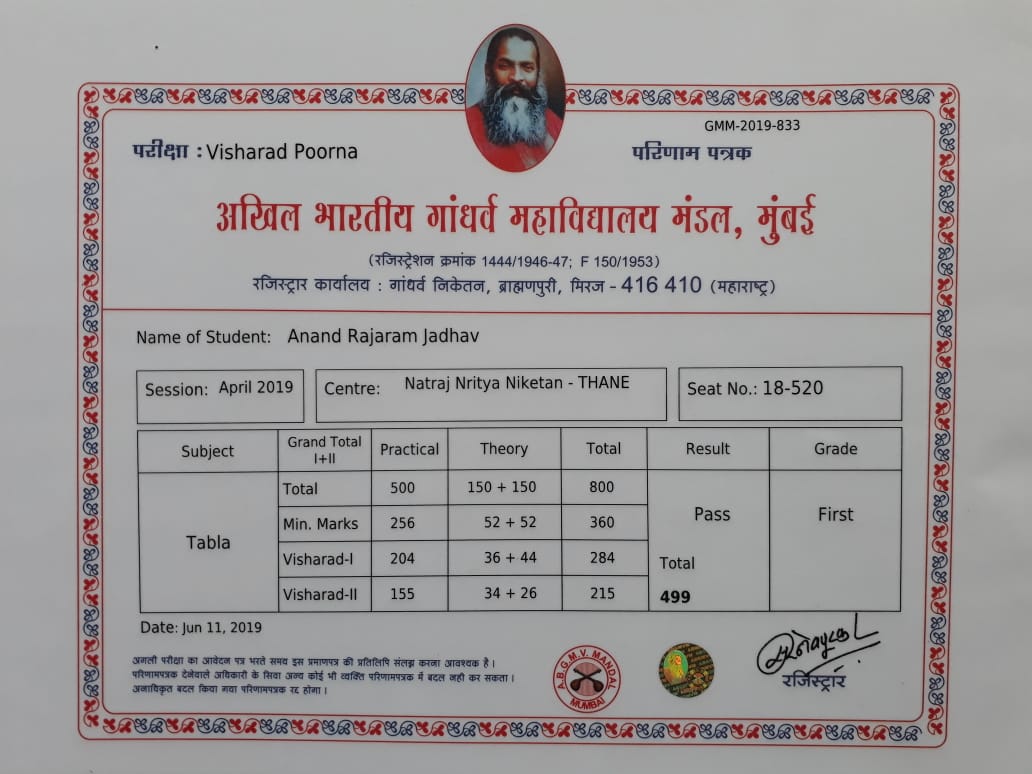 GMM-2019-833
परीक्षा : Visharad Poorna
परिणाम पत्रक
अखिल भारतीय गांधर्व महाविद्यालय मंडल, मुंबई
(रजिस्ट्रेशन क्रमांक 1444/1946-47; F 150/1953)
रजिस्ट्रार कार्यालय : गांधर्व निकेतन, ब्राह्मणपुरी, मिरज - 416 410 (महाराष्ट्र)
Name of Student: Anand Rajaram Jadhav
Session: April 2019
Centre: Natraj Nritya Niketan - THANE
Seat No.: 18-520
Subject Grand Total I+II Practical Theory Total Result Grade
Tabla
Total 500 150 + 150 800
Min. Marks 256 52 + 52 360
Visharad-I 204 36 + 44 284
Visharad-II 155 34 + 26 215
Pass
Total
499
First
Date: Jun 11, 2019
अगली परीक्षा का आवेदन पत्र भरते समय इस प्रमाणपत्र की प्रतिलिपि संलग्न करना आवश्यक है ।
परिणामपत्रक देनेवाले अधिकारी के सिवा अन्य कोई भी व्यक्ति परिणामपत्रक में बदल नही कर सकता ।
अनाधिकृत बदल किया गया परिणामपत्रक रद्द होगा ।
A.B.G.M.V. MANDAL
MUMBAI
रजिस्ट्रार